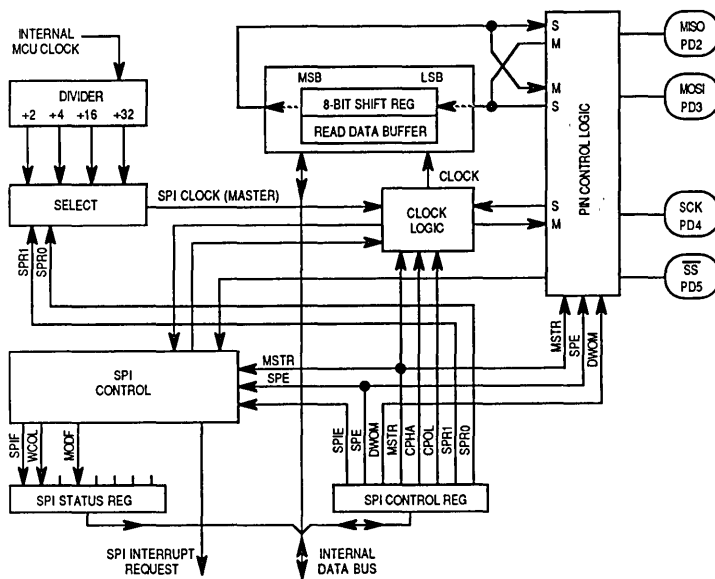 INTERNAL
MCU CLOCK
DIVIDER
+2 +4 +16 +32
SELECT
SPR1
SPR0
SPI CLOCK (MASTER)
MSB LSB
8-BIT SHIFT REG
READ DATA BUFFER
CLOCK
CLOCK
LOGIC
S
M
M
S
S
M
PIN CONTROL LOGIC
MISO
PD2
MOSI
PD3
SCK
PD4
SS
PD5
MSTR
SPE
DWOM
SPI
CONTROL
MSTR
SPE
SPIF
WCOL
MODF
SPIE
SPE
DWOM
MSTR
CPHA
CPOL
SPR1
SPR0
SPI STATUS REG
SPI CONTROL REG
SPI INTERRUPT
REQUEST
INTERNAL
DATA BUS